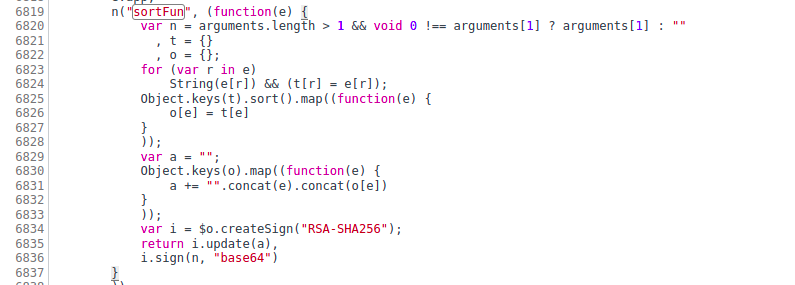 6819 n("sortFun", (function(e) {
6820 var n = arguments.length > 1 && void 0 !== arguments[1] ? arguments[1] : ""
6821 , t = {}
6822 , o = {};
6823 for (var r in e)
6824 String(e[r]) && (t[r] = e[r]);
6825 Object.keys(t).sort().map((function(e) {
6826 o[e] = t[e]
6827 }
6828 ));
6829 var a = "";
6830 Object.keys(o).map((function(e) {
6831 a += "".concat(e).concat(o[e])
6832 }
6833 ));
6834 var i = $o.createSign("RSA-SHA256");
6835 return i.update(a),
6836 i.sign(n, "base64")
6837 }